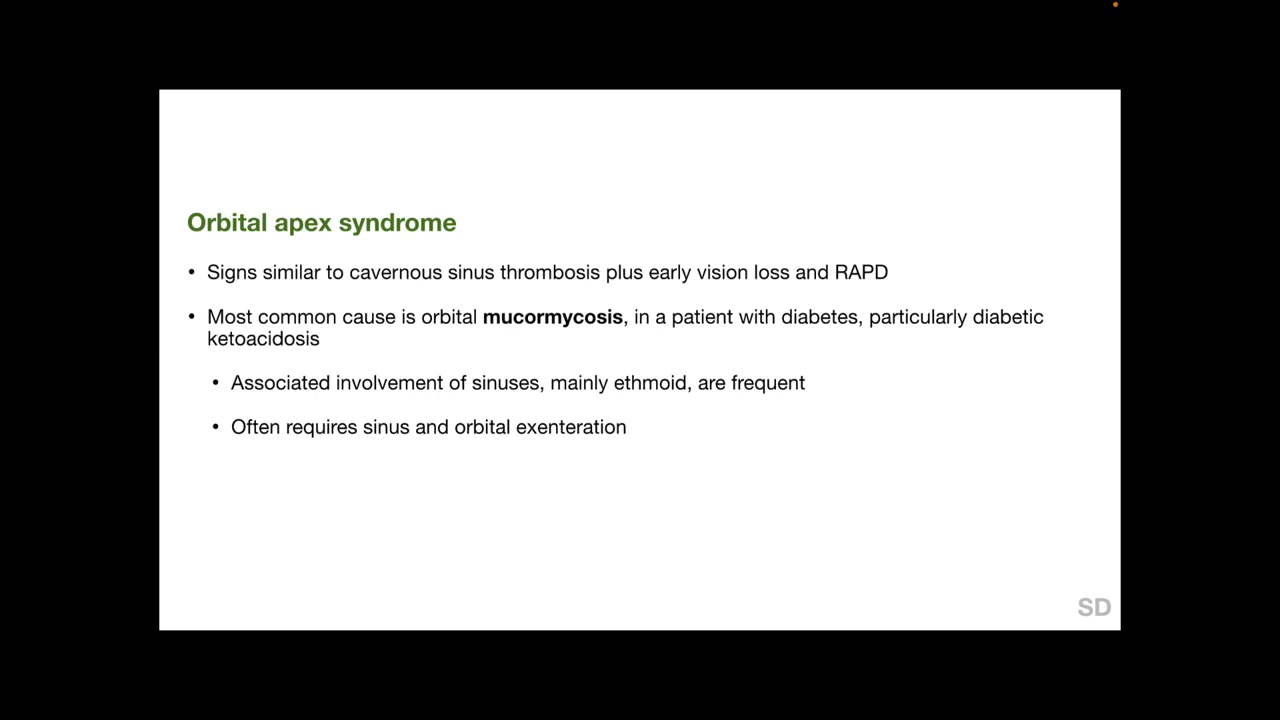 Orbital apex syndrome
• Signs similar to cavernous sinus thrombosis plus early vision loss and RAPD
• Most common cause is orbital mucormycosis, in a patient with diabetes, particularly diabetic
ketoacidosis
• Associated involvement of sinuses, mainly ethmoid, are frequent
• Often requires sinus and orbital exenteration
SD